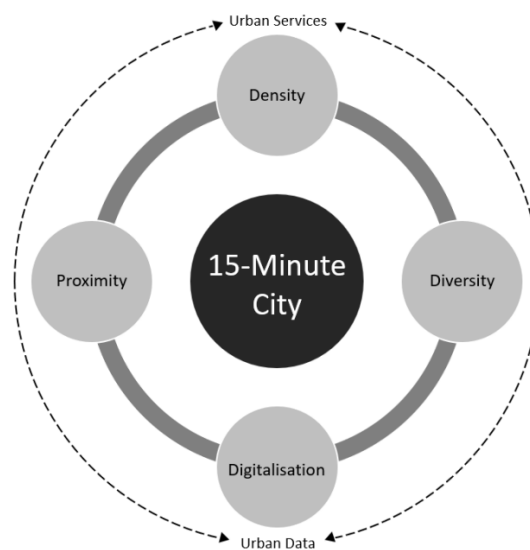 Urban Services
Density
Proximity
15-Minute
City
Diversity
Digitalisation
Urban Data